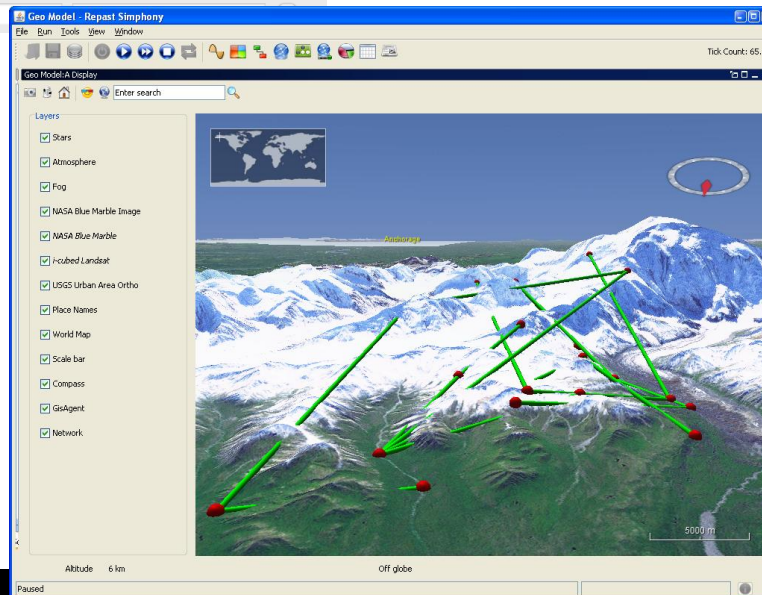 Geo Model - Repast Simphony
File Run Tools View Window
Tick Count: 65.
Geo Model:A Display
Enter search
Layers
Stars
Atmosphere
Fog
NASA Blue Marble Image
NASA Blue Marble
i-cubed Landsat
USGS Urban Area Ortho
Place Names
World Map
Scale bar
Compass
GisAgent
Network
Anchorage
5000 m
Altitude 6 km
Off globe
Paused